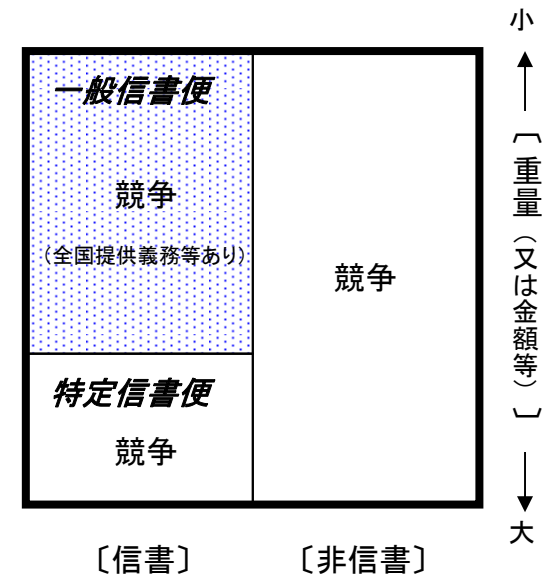 小
一般信書便
競争
(全国提供義務等あり)
競争
特定信書便
競争
〔重量(又は金額等)〕
大
〔信書〕
〔非信書〕